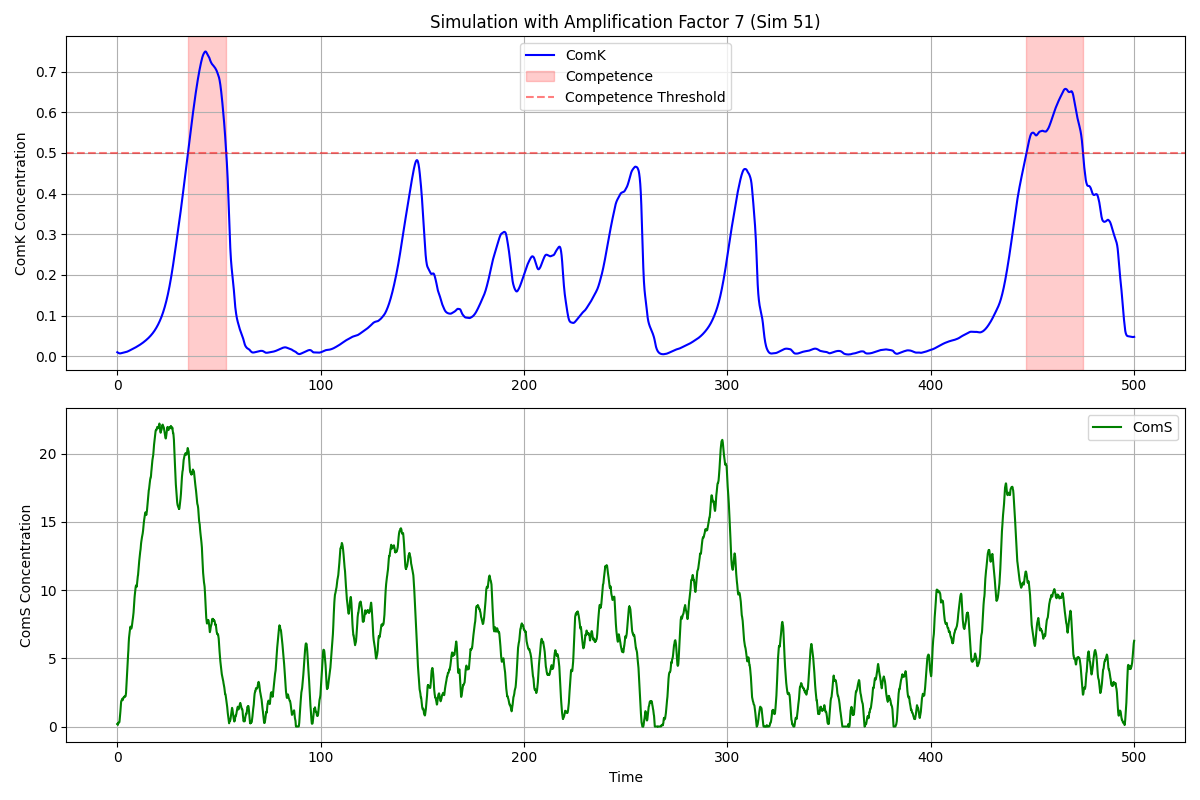 Simulation with Amplification Factor 7 (Sim 51)
ComK
Competence
Competence Threshold
ComK Concentration
0.7
0.6
0.5
0.4
0.3
0.2
0.1
0.0
0 100 200 300 400 500
ComS
ComS Concentration
20
15
10
5
0
0 100 200 300 400 500
Time